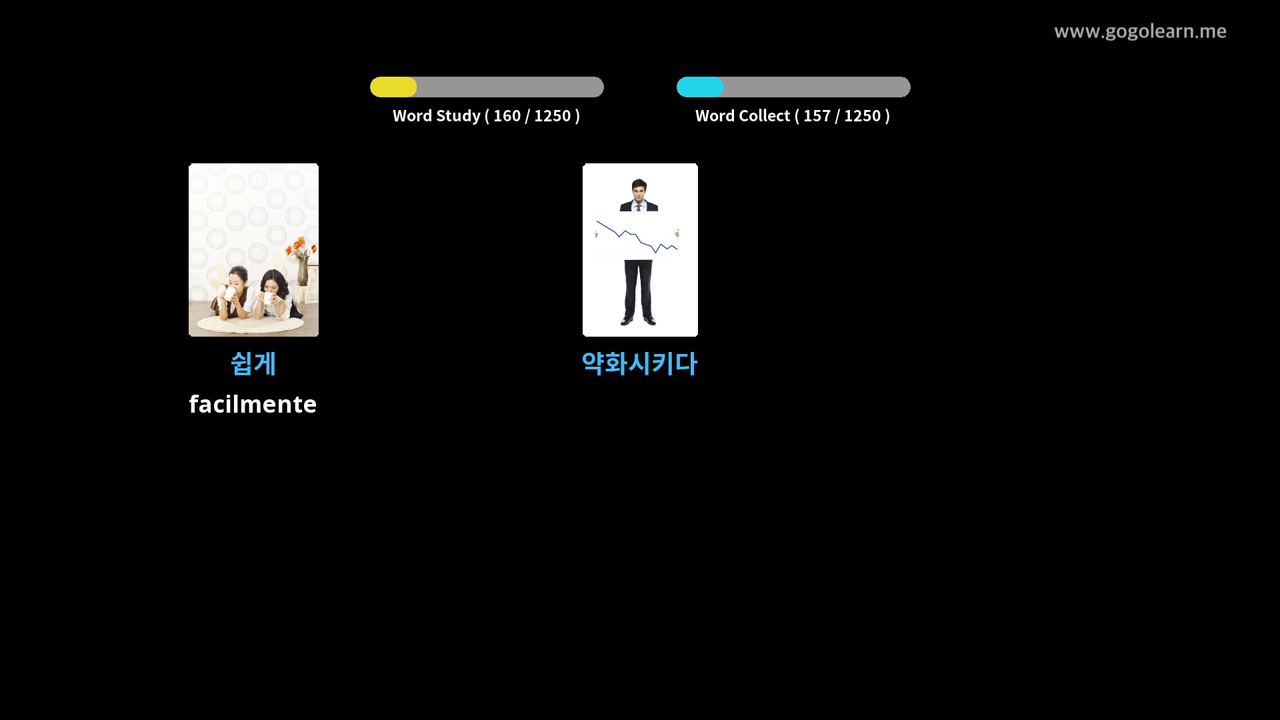 www.gogolearn.me
Word Study ( 160 / 1250 )
Word Collect ( 157 / 1250 )
쉽게
약화시키다
facilmente